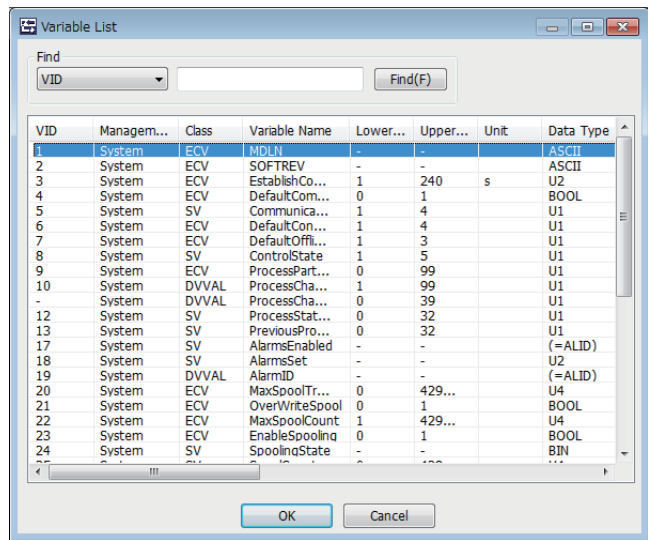 Variable List
Find
VID
Find(F)
VID Managem... Class Variable Name Lower... Upper... Unit Data Type
1 System ECV MDLN - - ASCII
2 System ECV SOFTREV - - ASCII
3 System ECV EstablishCo... 1 240 s U2
4 System ECV DefaultCom... 0 1 BOOL
5 System SV Communica... 1 4 U1
6 System ECV DefaultCon... 1 4 U1
7 System ECV DefaultOffli... 1 3 U1
8 System SV ControlState 1 5 U1
9 System ECV ProcessPart... 0 99 U1
10 System DVVAL ProcessCha... 1 99 U1
- System DVVAL ProcessCha... 0 39 U1
12 System SV ProcessStat... 0 32 U1
13 System SV PreviousPro... 0 32 U1
17 System SV AlarmsEnabled - - (=ALID)
18 System SV AlarmsSet - - U2
19 System DVVAL AlarmID - - (=ALID)
20 System ECV MaxSpoolTr... 0 429... U4
21 System ECV OverWriteSpool 0 1 BOOL
22 System ECV MaxSpoolCount 1 429... U4
23 System ECV EnableSpooling 0 1 BOOL
24 System SV SpoolingState - - BIN
OK Cancel